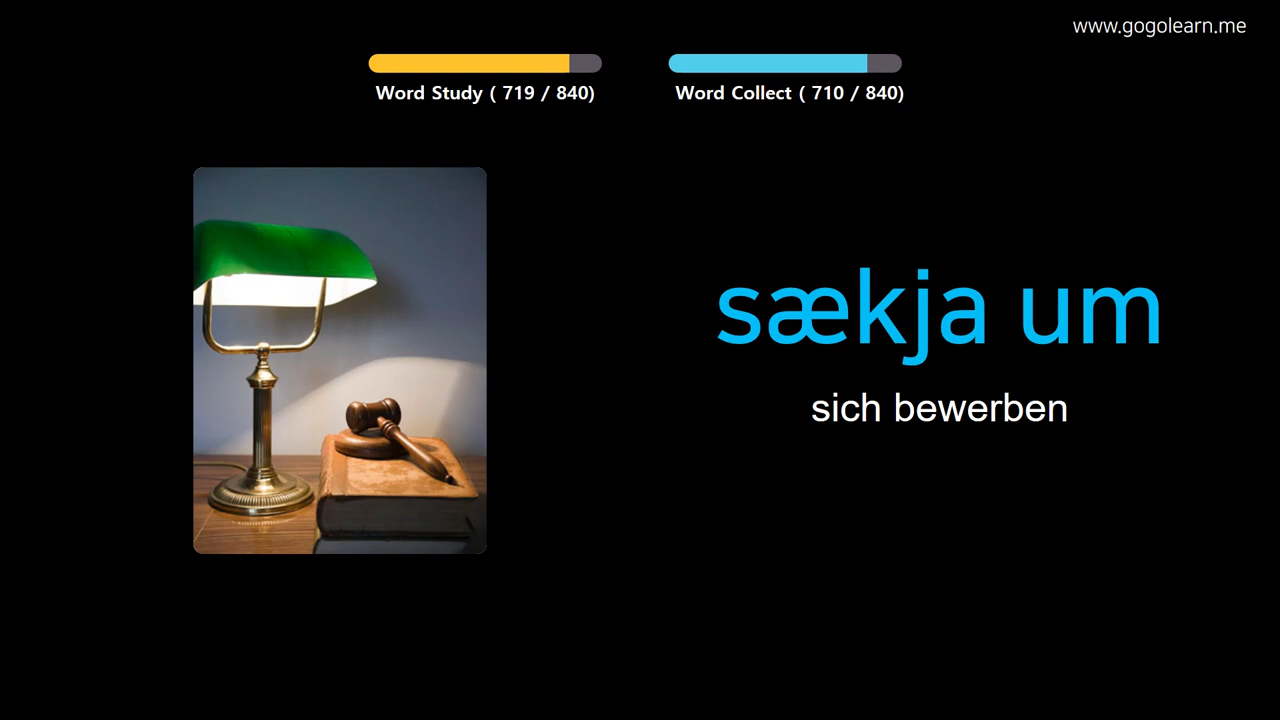 www.gogolearn.me
Word Study ( 719 / 840)
Word Collect ( 710 / 840)
sækja um
sich bewerben